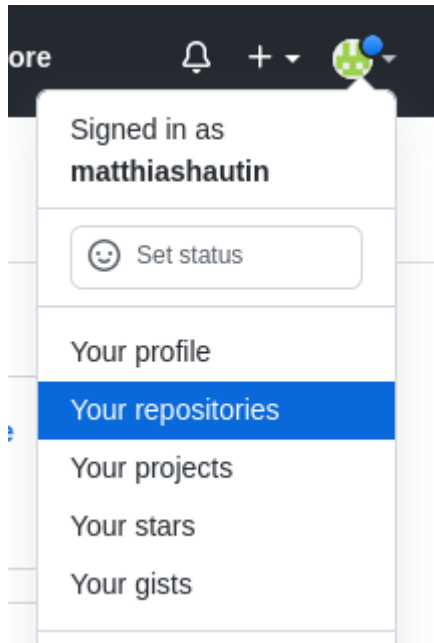 ore
Signed in as
matthiashautin
Set status
Your profile
Your repositories
e
Your projects
Your stars
Your gists